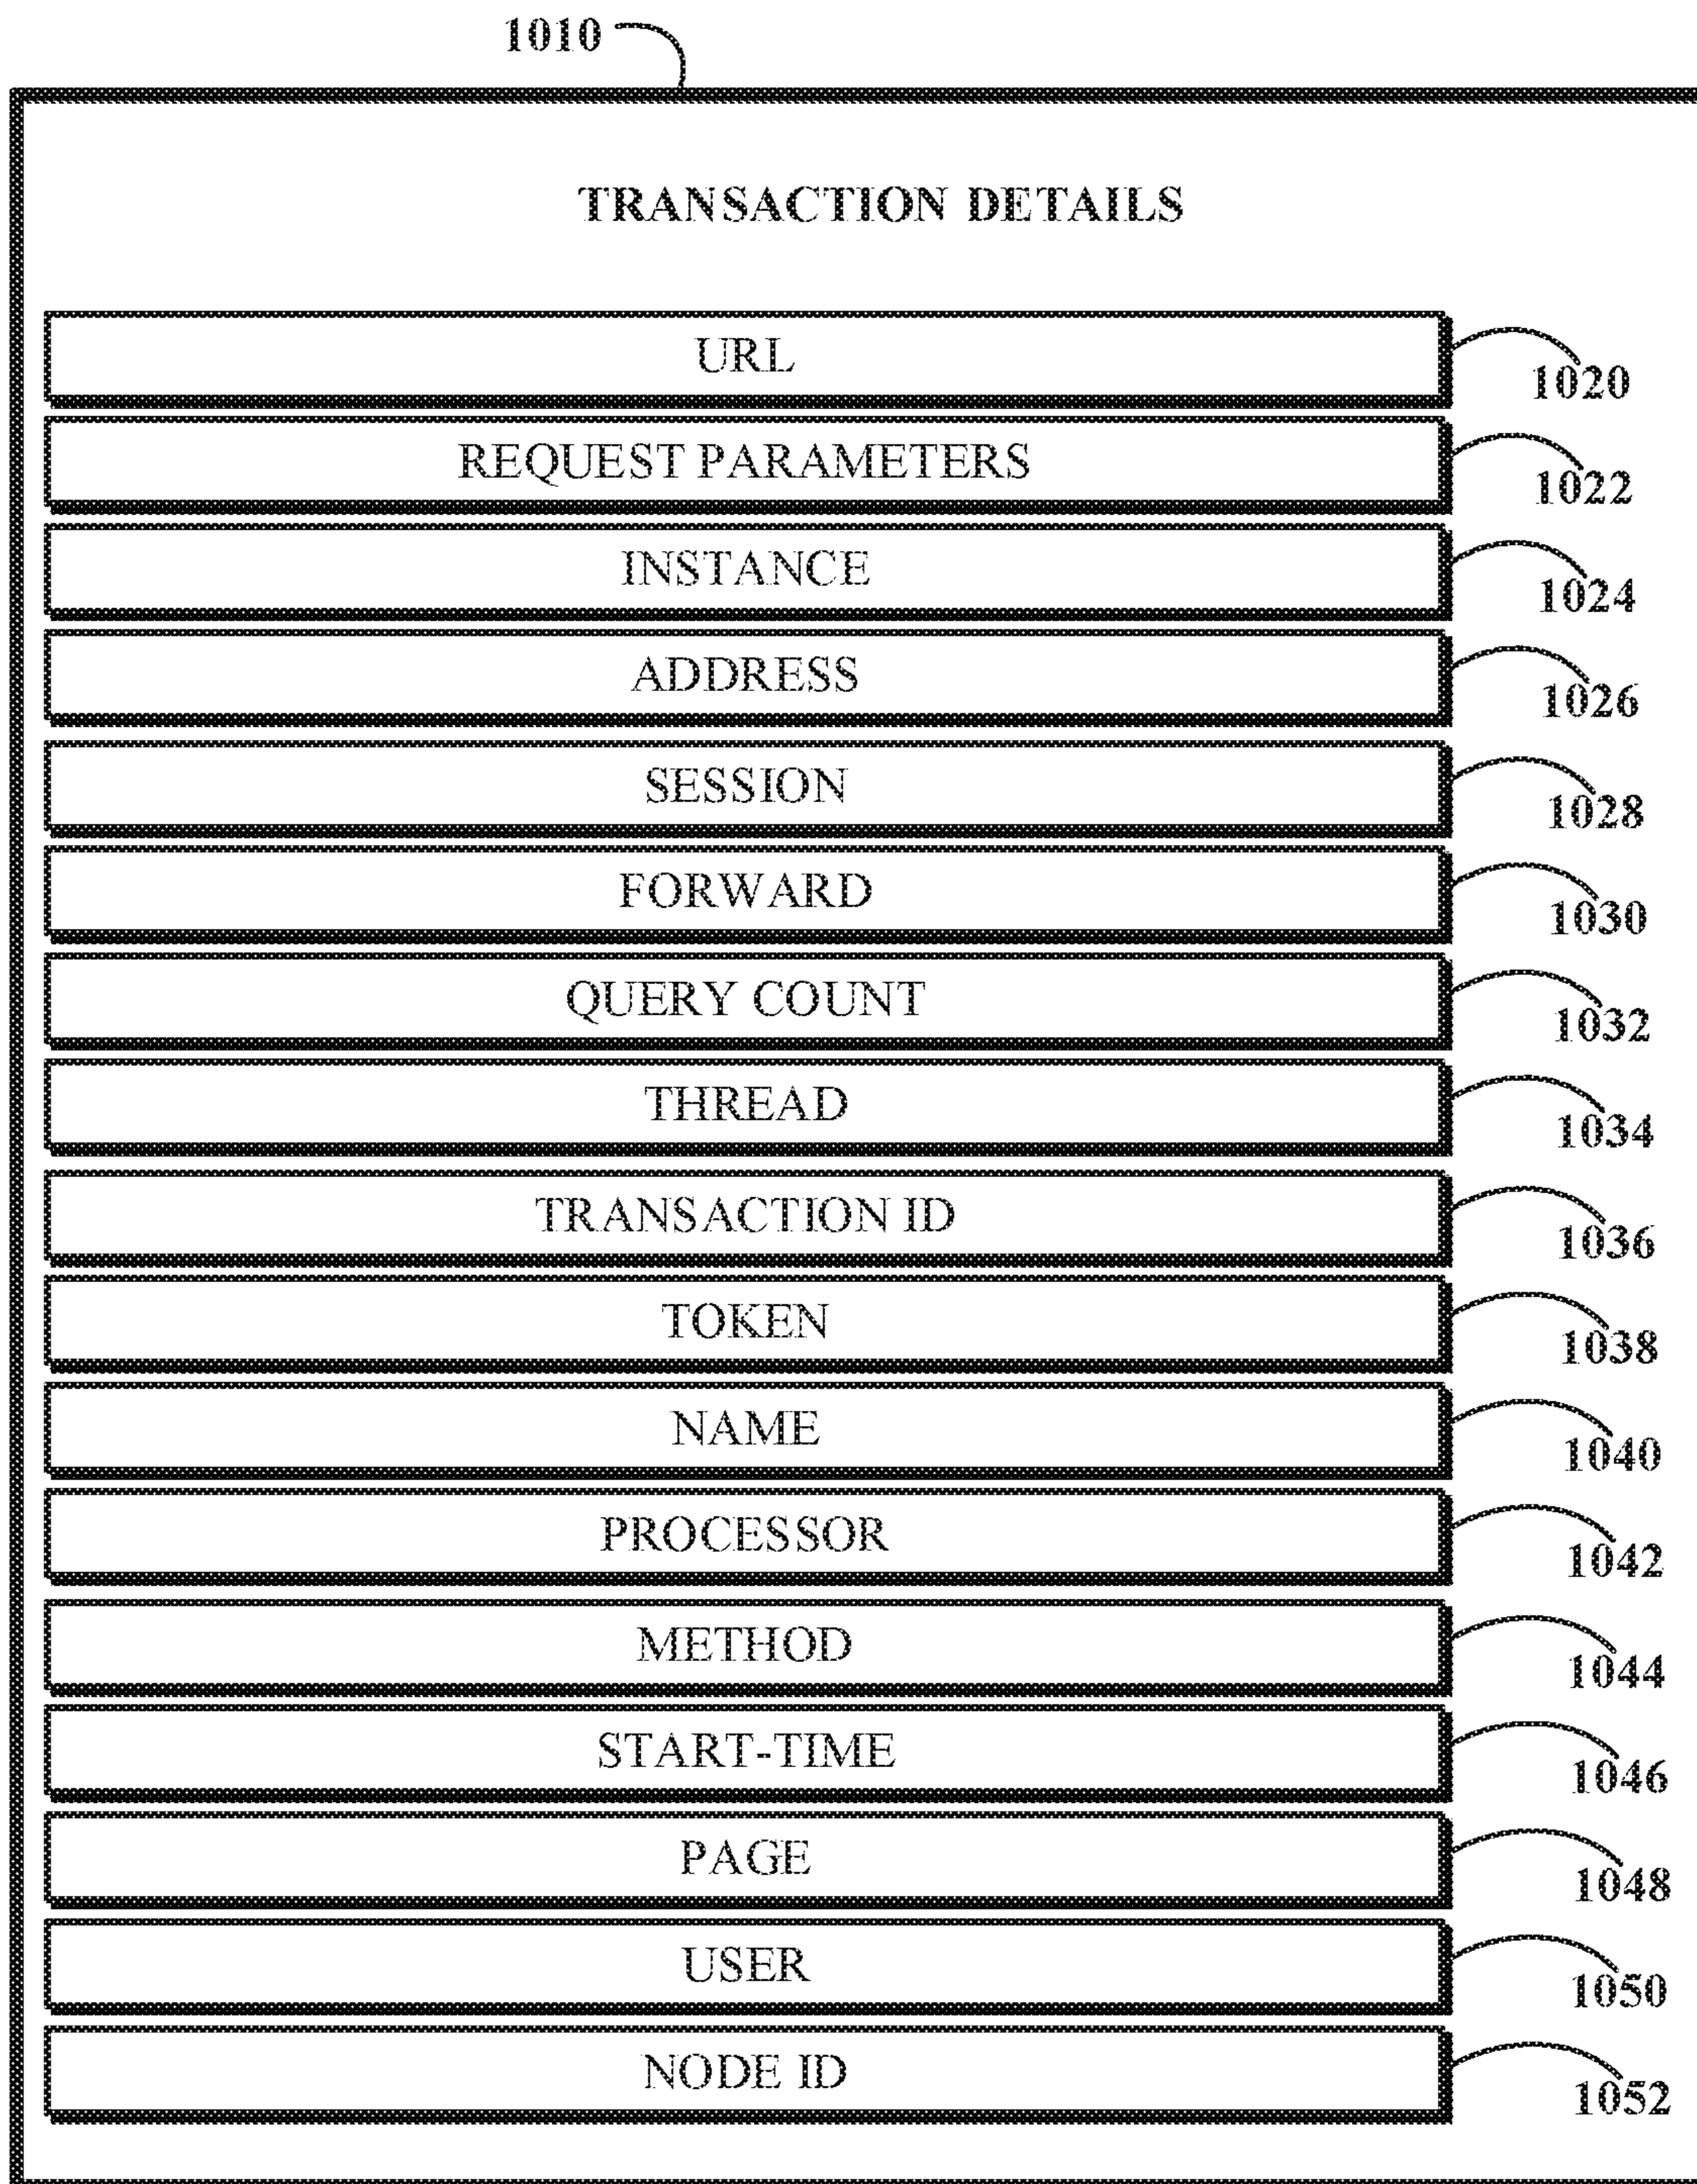 1010
TRANSACTION DETAILS
URL
1020
REQUEST PARAMETERS
1022
INSTANCE
1024
ADDRESS
1026
SESSION
1028
FORWARD
1030
QUERY COUNT
1032
THREAD
1034
TRANSACTION ID
1036
TOKEN
1038
NAME
1040
PROCESSOR
1042
METHOD
1044
START-TIME
1046
PAGE
1048
USER
1050
NODE ID
1052